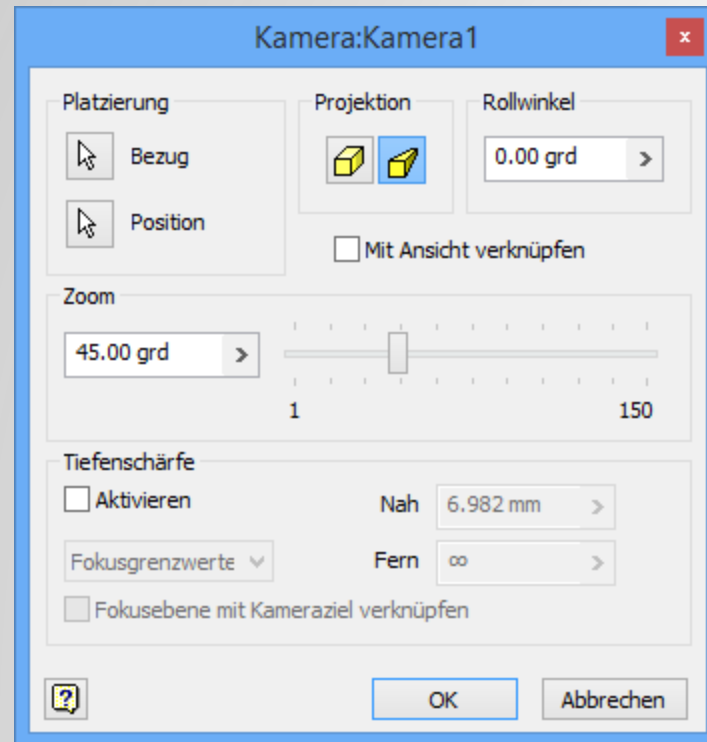 Kamera:Kamera1
x
Platzierung
Bezug
Position
Projektion
Rollwinkel
0.00 grd >
Mit Ansicht verknüpfen
Zoom
45.00 grd >
1 150
Tiefenschärfe
Aktivieren
Nah 6.982 mm >
Fokusgrenzwerte
Fern ∞ >
Fokusebene mit Kameraziel verknüpfen
?
OK
Abbrechen